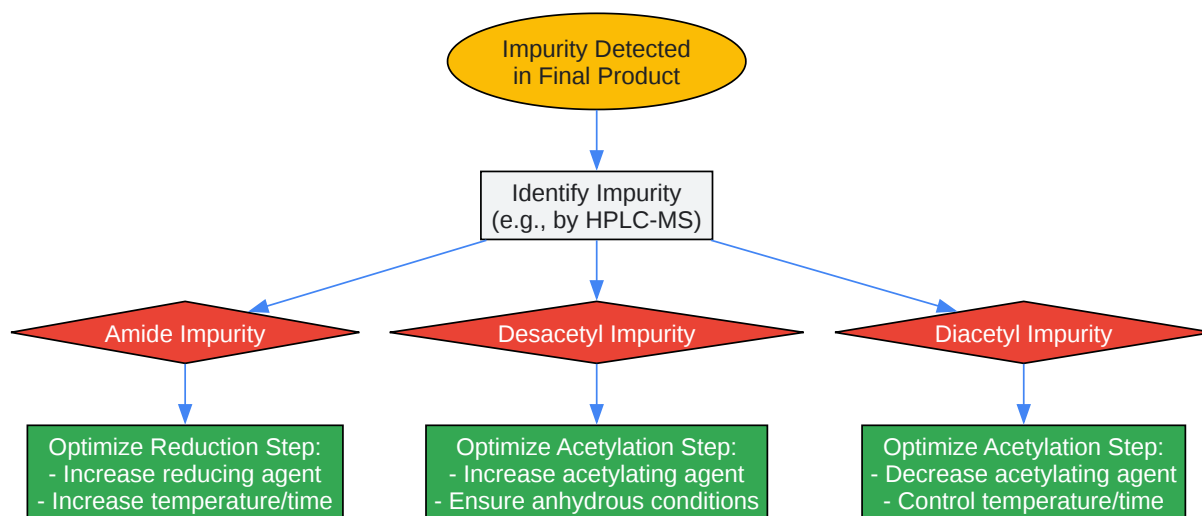 Impurity Detected
in Final Product
Identify Impurity
(e.g., by HPLC-MS)
Amide Impurity
Desacetyl Impurity
Diacetyl Impurity
Optimize Reduction Step:
- Increase reducing agent
- Increase temperature/time
Optimize Acetylation Step:
- Increase acetylating agent
- Ensure anhydrous conditions
Optimize Acetylation Step:
- Decrease acetylating agent
- Control temperature/time